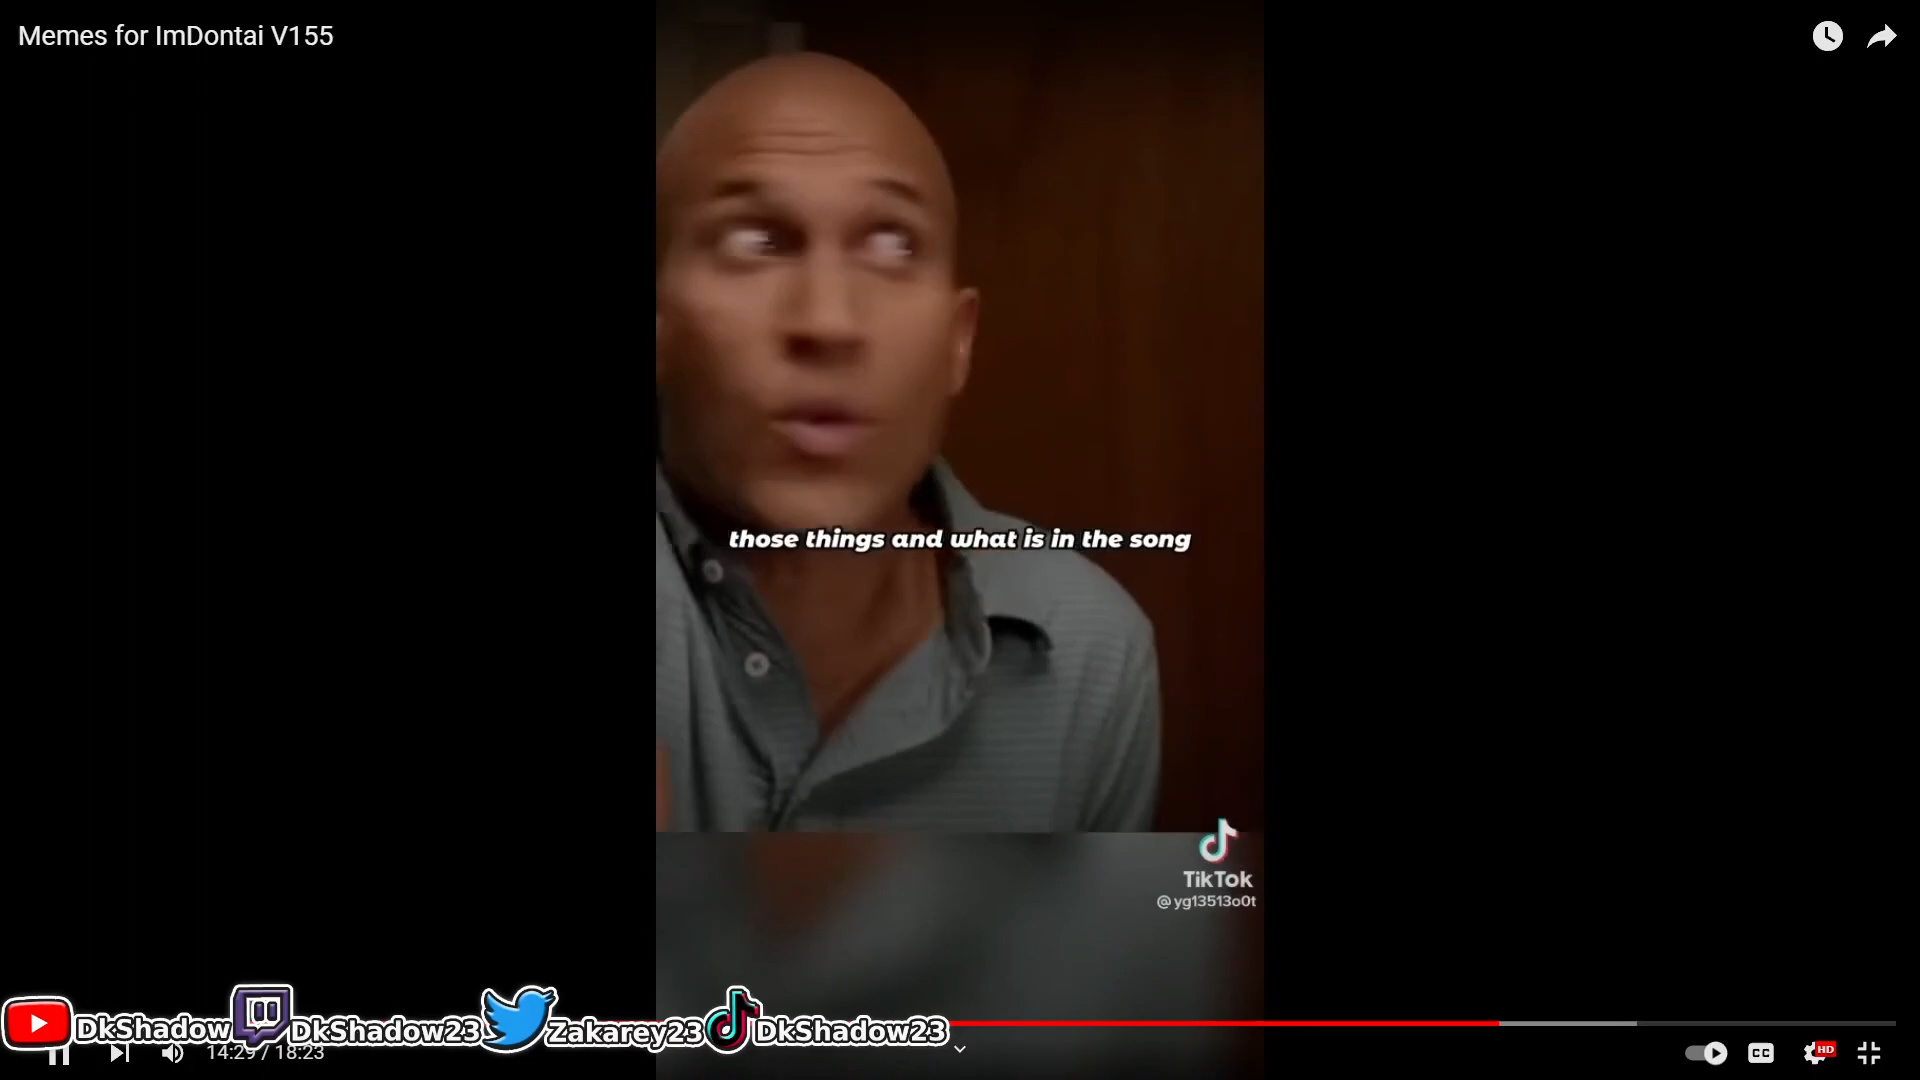 Memes for ImDontai V155
those things and what is in the song
TikTok
@yg13513o0t
DkShadow DkShadow23 Zakarey23 DkShadow23
14:29 / 18:23
CC
HD